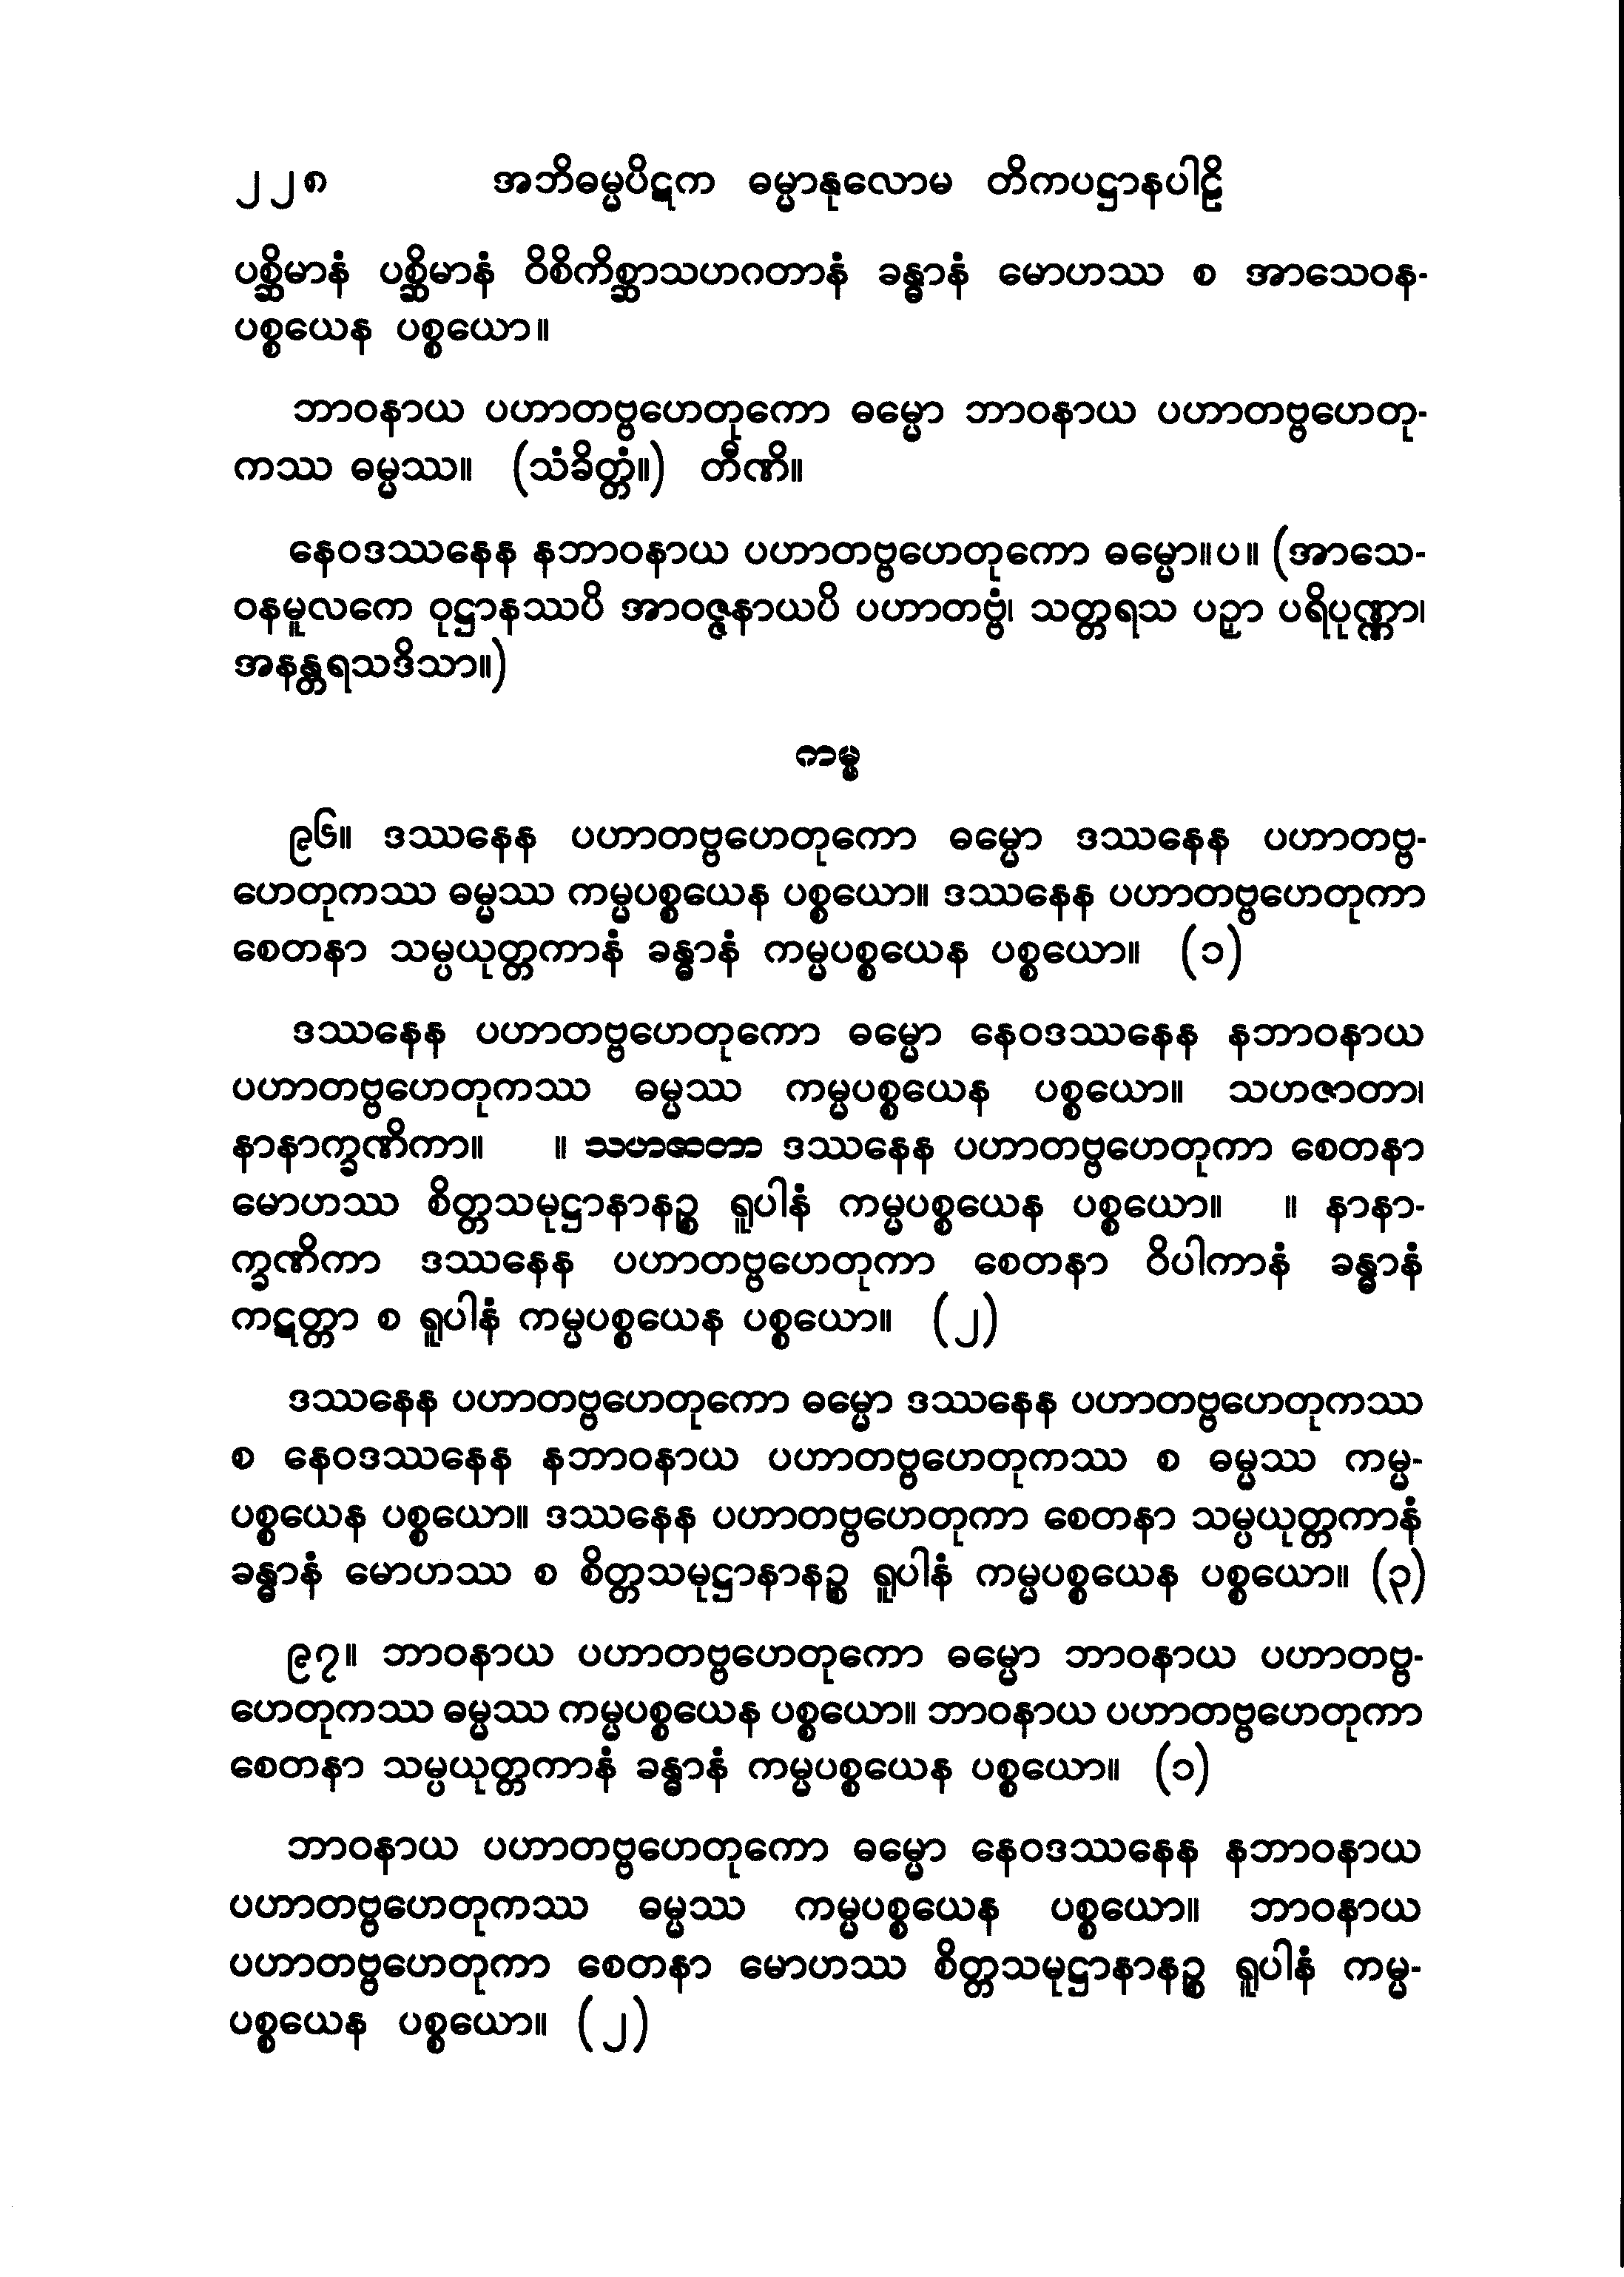 ၂၂၈ အဘိဓမ္မပိဋက ဓမ္မာနုလောမ တိကပဋ္ဌာနပါဠိ
ပစ္ဆိမာနံ ပစ္ဆိမာနံ ဝိစိကိစ္ဆာသဟဂတာနံ ခန္ဓာနံ မောဟဿ စ အာသေဝန-
ပစ္စယေန ပစ္စယော။
ဘာဝနာယ ပဟာတဗ္ဗဟေတုကော ဓမ္မော ဘာဝနာယ ပဟာတဗ္ဗဟေတု-
ကဿ ဓမ္မဿ။ (သံခိတ္တံ။) တီဏိ။
နေဝဒဿနေန နဘာဝနာယ ပဟာတဗ္ဗဟေတုကော ဓမ္မော။ပ။ (အာသေ-
ဝနမူလကေ ဝုဋ္ဌာနဿပိ အာဝဇ္ဇနာယပိ ပဟာတဗ္ဗံ၊ သတ္တရသ ပဉှာ ပရိပုဏ္ဏာ၊
အနန္တရသဒိသာ။)
ကမ္မ
၉၆။ ဒဿနေန ပဟာတဗ္ဗဟေတုကော ဓမ္မော ဒဿနေန ပဟာတဗ္ဗ-
ဟေတုကဿ ဓမ္မဿ ကမ္မပစ္စယေန ပစ္စယော။ ဒဿနေန ပဟာတဗ္ဗဟေတုကာ
စေတနာ သမ္ပယုတ္တကာနံ ခန္ဓာနံ ကမ္မပစ္စယေန ပစ္စယော။ (၁)
ဒဿနေန ပဟာတဗ္ဗဟေတုကော ဓမ္မော နေဝဒဿနေန နဘာဝနာယ
ပဟာတဗ္ဗဟေတုကဿ ဓမ္မဿ ကမ္မပစ္စယေန ပစ္စယော။ သဟဇာတာ၊
နာနာက္ခဏိကာ။ ။ သဟဇာတာ ဒဿနေန ပဟာတဗ္ဗဟေတုကာ စေတနာ
မောဟဿ စိတ္တသမုဋ္ဌာနာနဉ္စ ရူပါနံ ကမ္မပစ္စယေန ပစ္စယော။ ။ နာနာ-
က္ခဏိကာ ဒဿနေန ပဟာတဗ္ဗဟေတုကာ စေတနာ ဝိပါကာနံ ခန္ဓာနံ
ကဋတ္တာ စ ရူပါနံ ကမ္မပစ္စယေန ပစ္စယော။ (၂)
ဒဿနေန ပဟာတဗ္ဗဟေတုကော ဓမ္မော ဒဿနေန ပဟာတဗ္ဗဟေတုကဿ
စ နေဝဒဿနေန နဘာဝနာယ ပဟာတဗ္ဗဟေတုကဿ စ ဓမ္မဿ ကမ္မ-
ပစ္စယေန ပစ္စယော။ ဒဿနေန ပဟာတဗ္ဗဟေတုကာ စေတနာ သမ္ပယုတ္တကာနံ
ခန္ဓာနံ မောဟဿ စ စိတ္တသမုဋ္ဌာနာနဉ္စ ရူပါနံ ကမ္မပစ္စယေန ပစ္စယော။ (၃)
၉၇။ ဘာဝနာယ ပဟာတဗ္ဗဟေတုကော ဓမ္မော ဘာဝနာယ ပဟာတဗ္ဗ-
ဟေတုကဿ ဓမ္မဿ ကမ္မပစ္စယေန ပစ္စယော။ ဘာဝနာယ ပဟာတဗ္ဗဟေတုကာ
စေတနာ သမ္ပယုတ္တကာနံ ခန္ဓာနံ ကမ္မပစ္စယေန ပစ္စယော။ (၁)
ဘာဝနာယ ပဟာတဗ္ဗဟေတုကော ဓမ္မော နေဝဒဿနေန နဘာဝနာယ
ပဟာတဗ္ဗဟေတုကဿ ဓမ္မဿ ကမ္မပစ္စယေန ပစ္စယော။ ဘာဝနာယ
ပဟာတဗ္ဗဟေတုကာ စေတနာ မောဟဿ စိတ္တသမုဋ္ဌာနာနဉ္စ ရူပါနံ ကမ္မ-
ပစ္စယေန ပစ္စယော။ (၂)